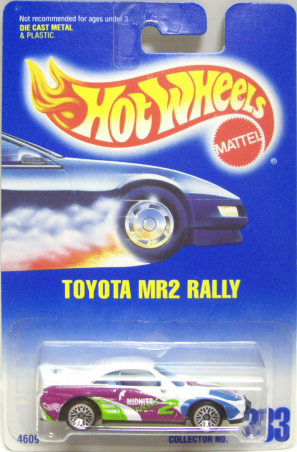 Not recommended for ages under 3.
DIE CAST METAL
& PLASTIC.
Hot Wheels
MATTEL
®
TOYOTA MR2 RALLY
MIDNITE
2
COLLECTOR NO.